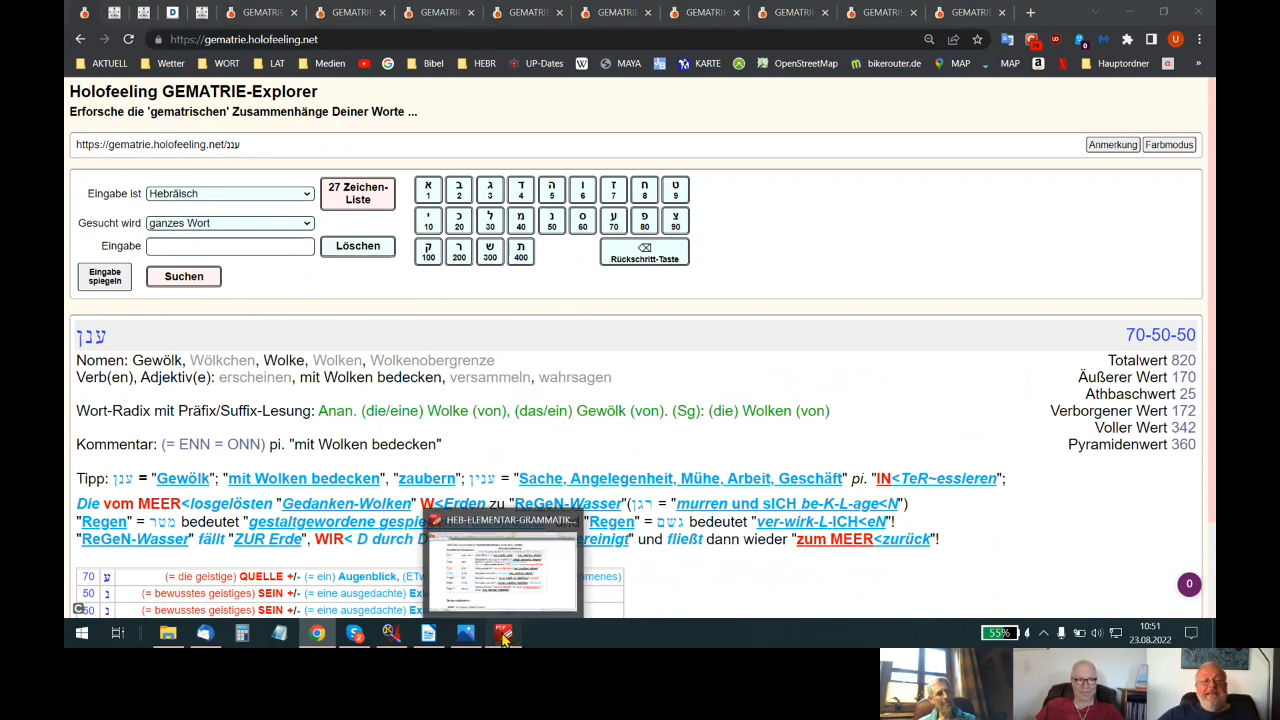 GEMATRIE GEMATRIE GEMATRIE GEMATRIE GEMATRIE GEMATRIE GEMATRIE GEMATRIE GEMATRIE
https://gematrie.holofeeling.net
AKTUELL Wetter WORT LAT Medien Bibel HEBR UP-Dates MAYA KARTE OpenStreetMap bikerouter.de MAP MAP Hauptordner »
Holofeeling GEMATRIE-Explorer
Erforsche die 'gematrischen' Zusammenhänge Deiner Worte ...
https://gematrie.holofeeling.net/עננ
Anmerkung Farbmodus
Eingabe ist Hebräisch
27 Zeichen-Liste
Gesucht wird ganzes Wort
Eingabe
Löschen
Eingabe spiegeln
Suchen
א ב ג ד ה ו ז ח ט
1 2 3 4 5 6 7 8 9
י כ ל מ נ ס ע פ צ
10 20 30 40 50 60 70 80 90
ק ר ש ת
100 200 300 400
Rückschritt-Taste
ענן 70-50-50
Nomen: Gewölk, Wölkchen, Wolke, Wolken, Wolkenobergrenze
Verb(en), Adjektiv(e): erscheinen, mit Wolken bedecken, versammeln, wahrsagen
Wort-Radix mit Präfix/Suffix-Lesung: Anan. (die/eine) Wolke (von), (das/ein) Gewölk (von). (Sg): (die) Wolken (von)
Kommentar: (= ENN = ONN) pi. "mit Wolken bedecken"
Totalwert 820
Äußerer Wert 170
Athbaschwert 25
Verborgener Wert 172
Voller Wert 342
Pyramidenwert 360
Tipp: ענן = "Gewölk"; "mit Wolken bedecken", "zaubern"; ענין = "Sache, Angelegenheit, Mühe, Arbeit, Geschäft" pi. "IN<TeR~essieren";
Die vom MEER<losgelösten "Gedanken-Wolken" W<Erden zu "ReGeN-Wasser"(רגן = "murren und sICH be-K-L-age<N")
"Regen" = מטר bedeutet "gestaltgewordene "Regen" = גשם bedeutet "ver-wirk-L-ICH<eN"!
"ReGeN-Wasser" fällt "ZUR Erde", WIR< D durch und fließt dann wieder "zum MEER<zurück"!
70 ע (= die geistige) QUELLE +/- (= ein) Augenblick,
50 נ (= bewusstes geistiges) SEIN +/- (= eine ausgedachte)
50 נ (= bewusstes geistiges) SEIN +/- (= eine ausgedachte)
HEB-ELEMENTAR-GRAMMATIK...
0
55%
10:51
23.08.2022